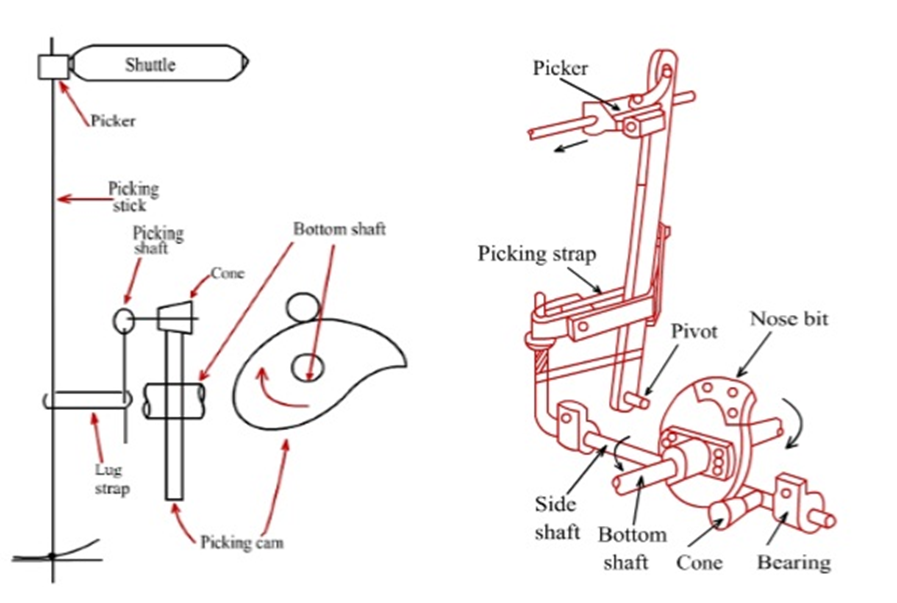 Shuttle
Picker
Picking
stick
Picking
shaft
Bottom shaft
Cone
Lug
strap
Picking cam
Picker
Picking strap
Pivot
Nose bit
Side
shaft
Bottom
shaft
Cone
Bearing